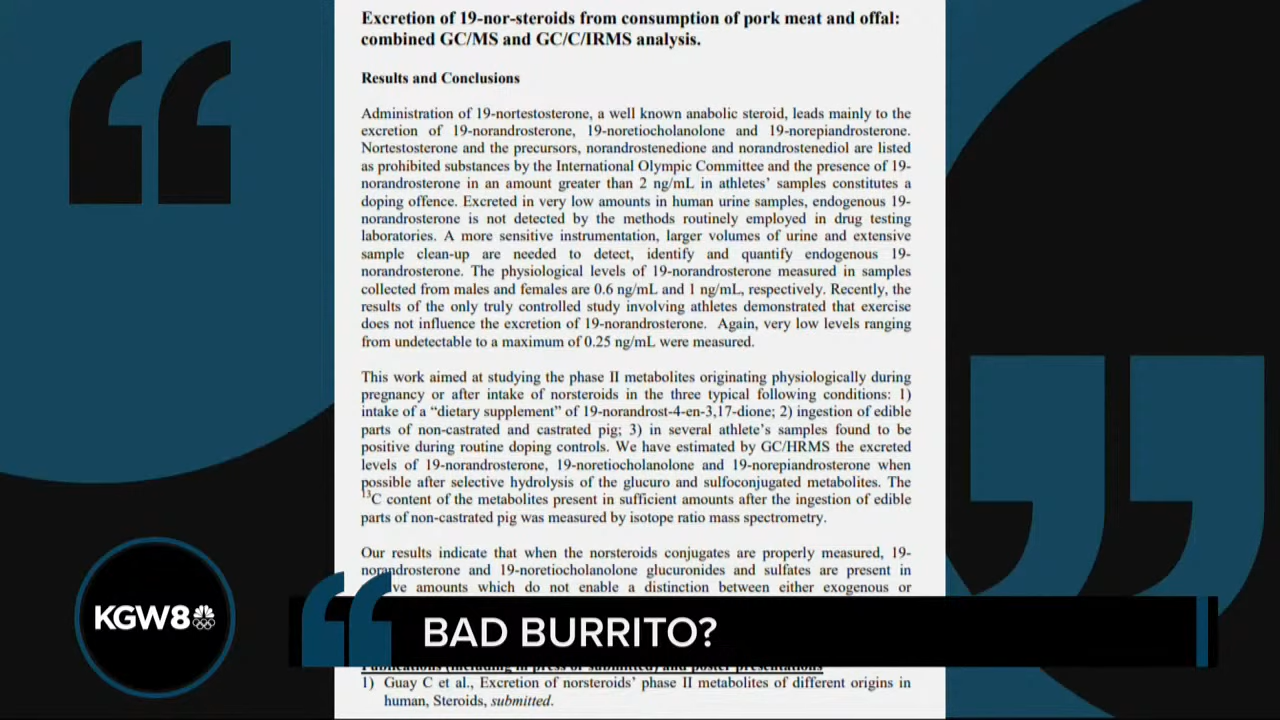 Excretion of 19-nor-steroids from consumption of pork meat and offal:
combined GC/MS and GC/C/IRMS analysis.
Results and Conclusions
Administration of 19-nortestosterone, a well known anabolic steroid, leads mainly to the
excretion of 19-norandrosterone, 19-noretiocholanolone and 19-norepiandrosterone.
Nortestosterone and the precursors, norandrostenedione and norandrostenediol are listed
as prohibited substances by the International Olympic Committee and the presence of 19-
norandrosterone in an amount greater than 2 ng/mL in athletes' samples constitutes a
doping offence. Excreted in very low amounts in human urine samples, endogenous 19-
norandrosterone is not detected by the methods routinely employed in drug testing
laboratories. A more sensitive instrumentation, larger volumes of urine and extensive
sample clean-up are needed to detect, identify and quantify endogenous 19-
norandrosterone. The physiological levels of 19-norandrosterone measured in samples
collected from males and females are 0.6 ng/mL and 1 ng/mL, respectively. Recently, the
results of the only truly controlled study involving athletes demonstrated that exercise
does not influence the excretion of 19-norandrosterone. Again, very low levels ranging
from undetectable to a maximum of 0.25 ng/mL were measured.
This work aimed at studying the phase II metabolites originating physiologically during
pregnancy or after intake of norsteroids in the three typical following conditions: 1)
intake of a "dietary supplement" of 19-norandrost-4-en-3,17-dione; 2) ingestion of edible
parts of non-castrated and castrated pig; 3) in several athlete's samples found to be
positive during routine doping controls. We have estimated by GC/HRMS the excreted
levels of 19-norandrosterone, 19-noretiocholanolone and 19-norepiandrosterone when
possible after selective hydrolysis of the glucuro and sulfoconjugated metabolites. The
¹³C content of the metabolites present in sufficient amounts after the ingestion of edible
parts of non-castrated pig was measured by isotope ratio mass spectrometry.
Our results indicate that when the norsteroids conjugates are properly measured, 19-
norandrosterone and 19-noretiocholanolone glucuronides and sulfates are present in
amounts which do not enable a distinction between either exogenous or
KGW8
BAD BURRITO?
1) Guay C et al., Excretion of norsteroids' phase II metabolites of different origins in
human, Steroids, submitted.